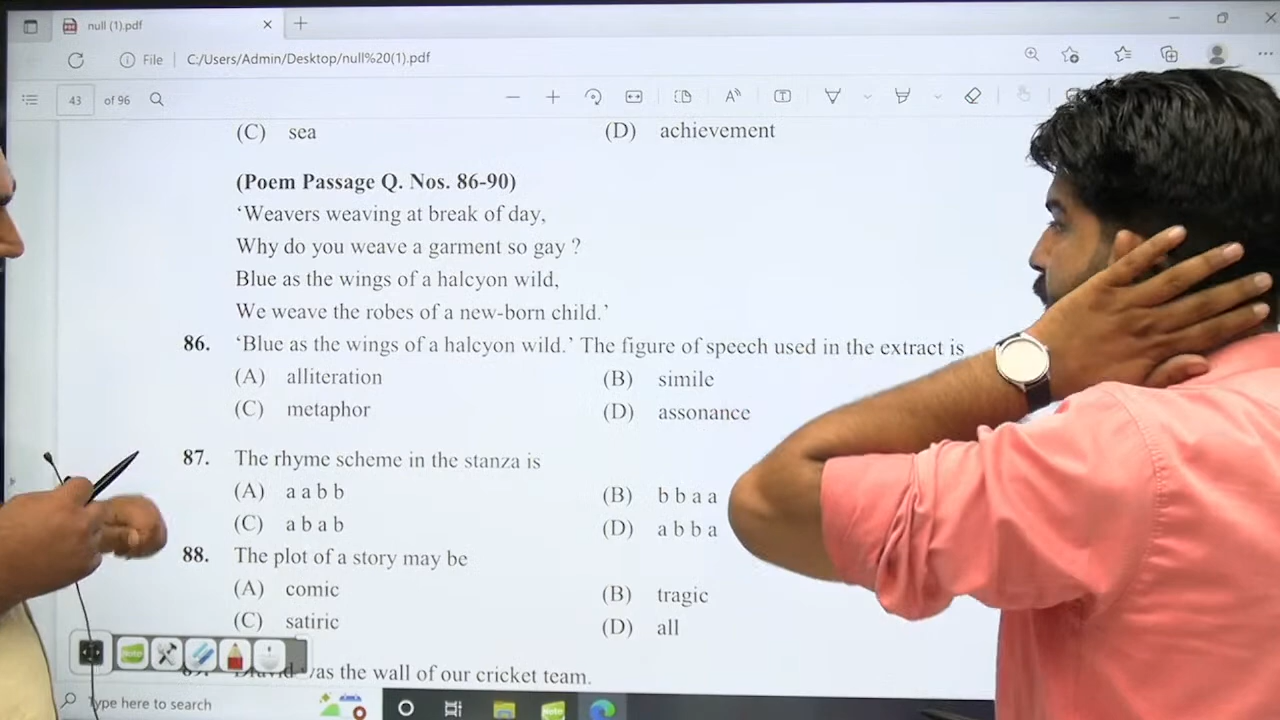 null (1).pdf
File C:/Users/Admin/Desktop/null%20(1).pdf
43 of 96
(C) sea (D) achievement
(Poem Passage Q. Nos. 86-90)
‘Weavers weaving at break of day,
Why do you weave a garment so gay ?
Blue as the wings of a halcyon wild,
We weave the robes of a new-born child.’
86. ‘Blue as the wings of a halcyon wild.’ The figure of speech used in the extract is
(A) alliteration (B) simile
(C) metaphor (D) assonance
87. The rhyme scheme in the stanza is
(A) a a b b (B) b b a a
(C) a b a b (D) a b b a
88. The plot of a story may be
(A) comic (B) tragic
(C) satiric (D) all
was the wall of our cricket team.
Type here to search